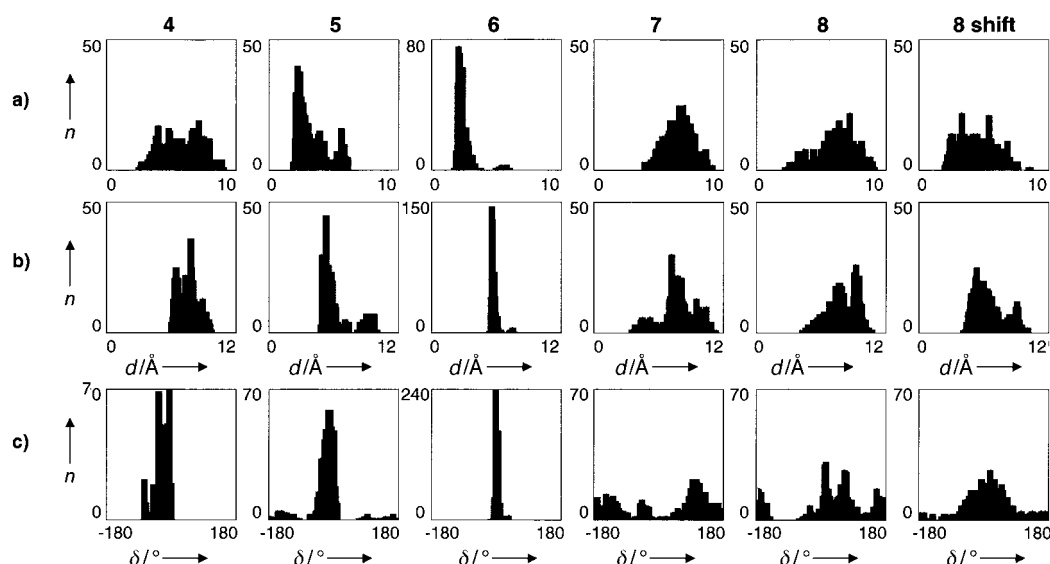 4 5 6 7 8 8 shift
50 50 80 50 50 50
a)
n
0 0 0 0 0 0
0 10 0 10 0 10 0 10 0 10 0 10
50 50 150 50 50 50
b)
n
0 0 0 0 0 0
0 12 0 12 0 12 0 12 0 12 0 12
d/Å d/Å d/Å d/Å d/Å d/Å
70 70 240 70 70 70
c)
n
0 0 0 0 0 0
-180 180 -180 180 -180 180 -180 180 -180 180 -180 180
δ/° δ/° δ/° δ/° δ/° δ/°